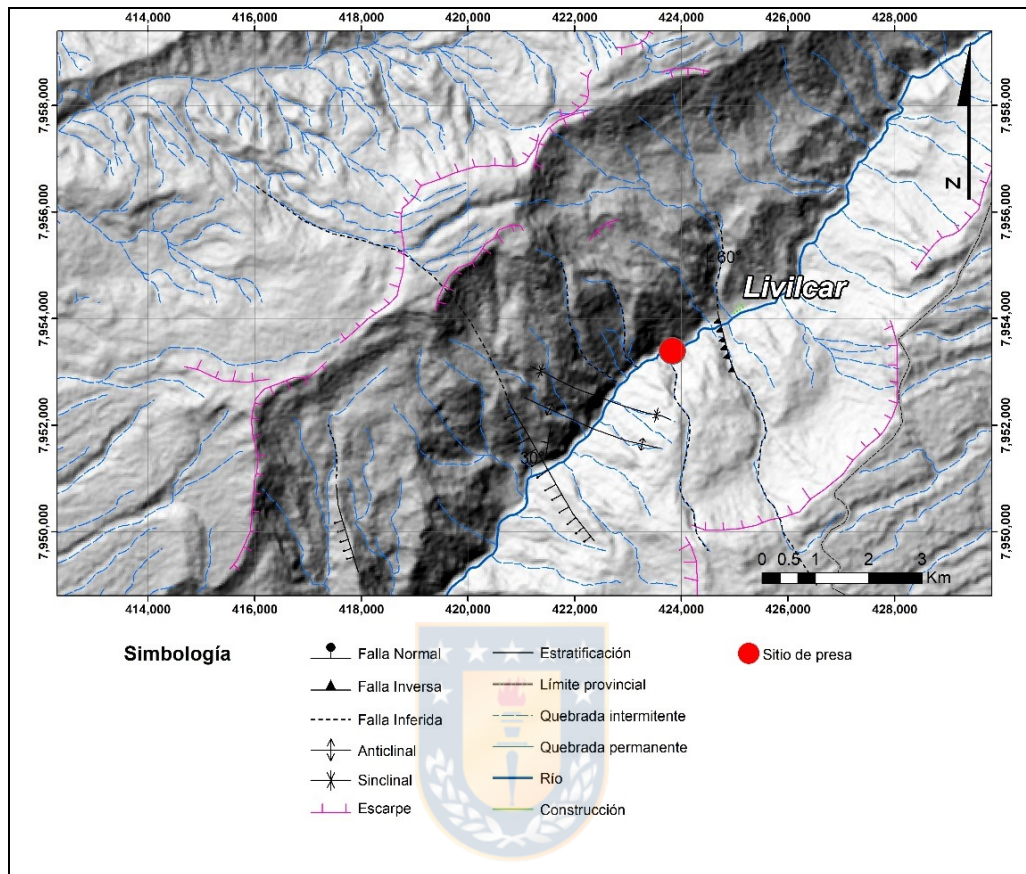 414,000 416,000 418,000 420,000 422,000 424,000 426,000 428,000
7,958,000 7,958,000
7,956,000 7,956,000
7,954,000 7,954,000
7,952,000 7,952,000
7,950,000 7,950,000
N
60°
Livilcar
30°
0 0.5 1 2 3
Km
414,000 416,000 418,000 420,000 422,000 424,000 426,000 428,000
Simbología
Falla Normal
Falla Inversa
Falla Inferida
Anticlinal
Sinclinal
Escarpe
Estratificación
Límite provincial
Quebrada intermitente
Quebrada permanente
Río
Construcción
Sitio de presa